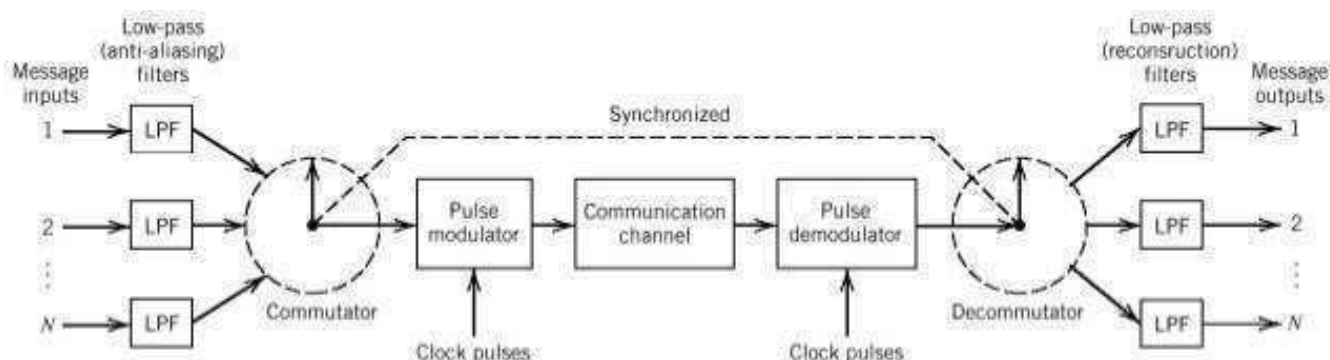 Low-pass
(anti-aliasing)
filters
Message
inputs
1
LPF
2
LPF
⋮
N
LPF
Commutator
Synchronized
Pulse
modulator
Clock pulses
Communication
channel
Pulse
demodulator
Clock pulses
Decommutator
Low-pass
(reconsruction)
filters
Message
outputs
LPF
1
LPF
2
⋮
LPF
N